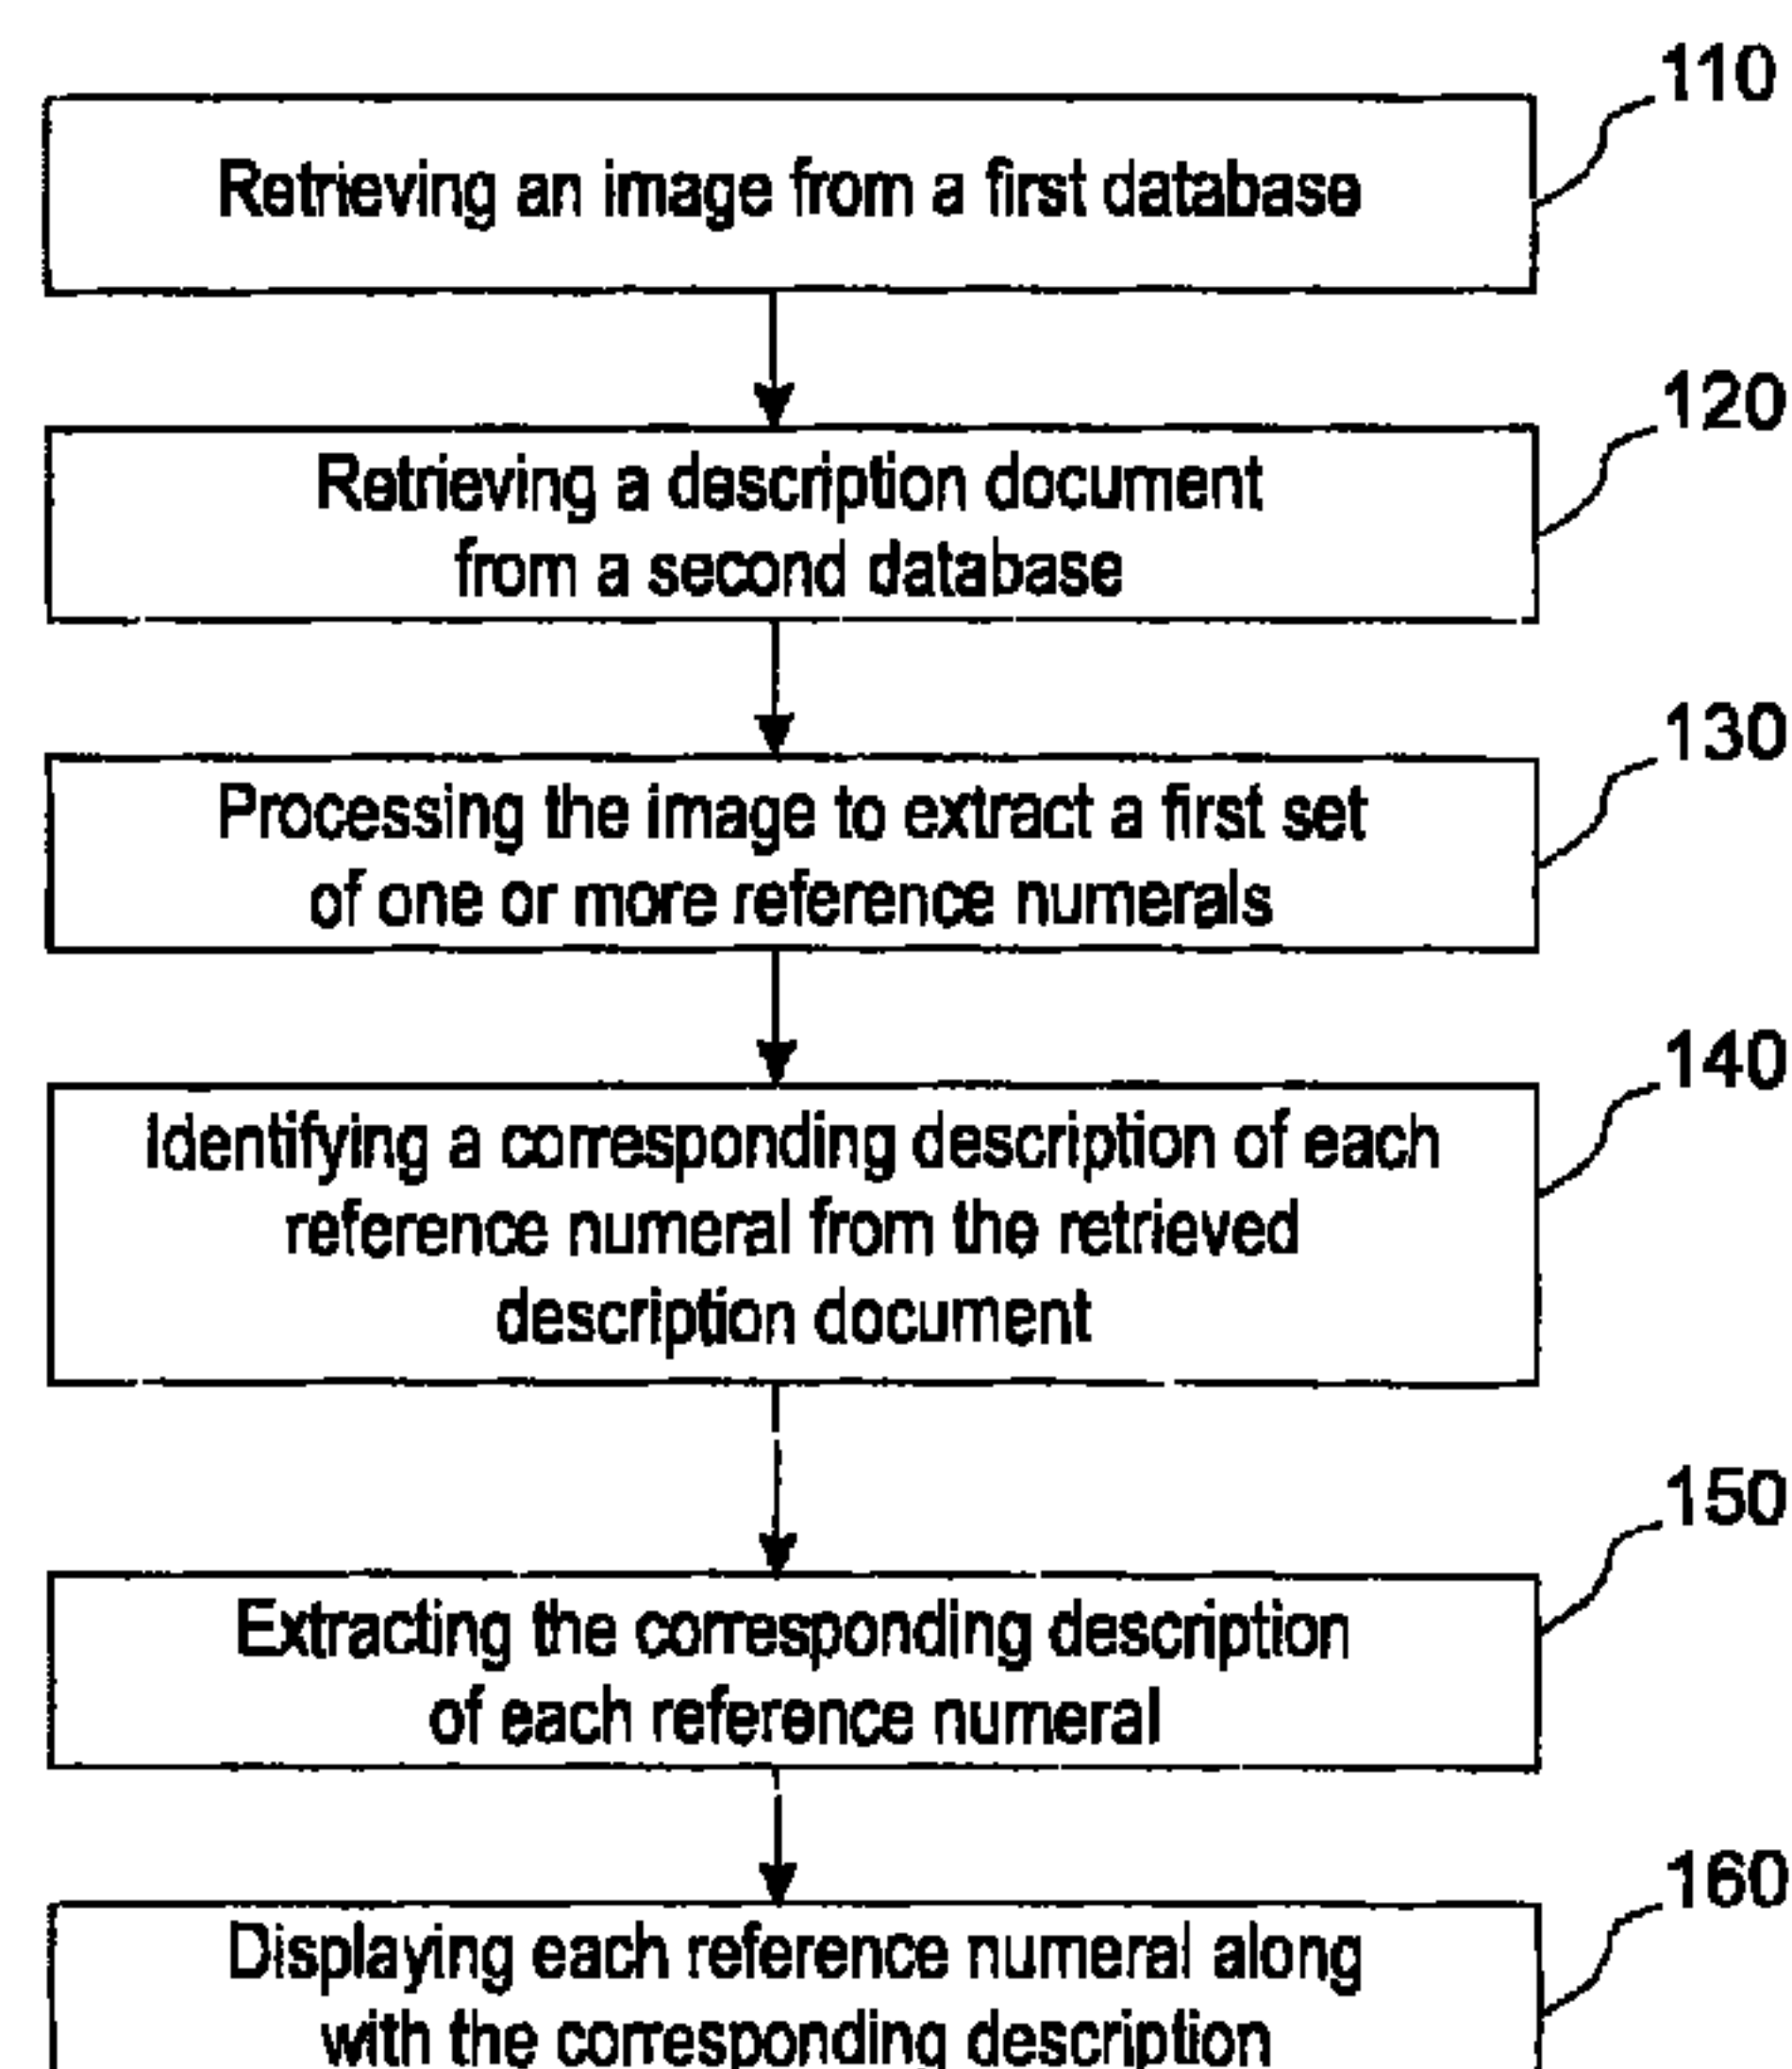 110
Retrieving an image from a first database
120
Retrieving a description document
from a second database
130
Processing the image to extract a first set
of one or more reference numerals
140
Identifying a corresponding description of each
reference numeral from the retrieved
description document
150
Extracting the corresponding description
of each reference numeral
160
Displaying each reference numeral along
with the corresponding description